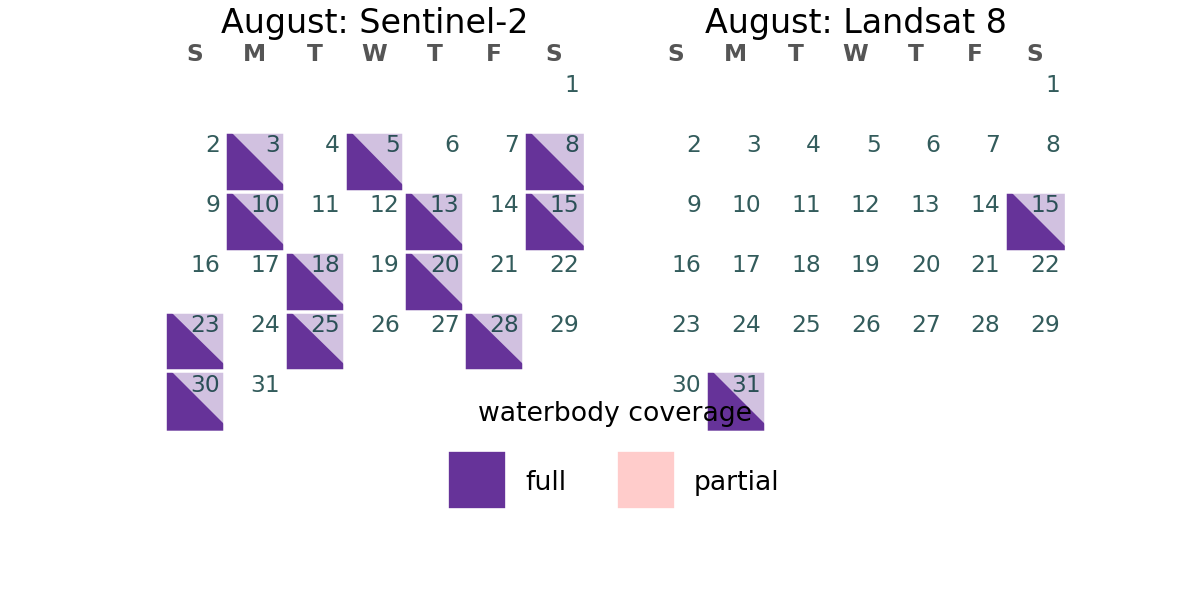 August: Sentinel-2
S M T W T F S
1
2 3 4 5 6 7 8
9 10 11 12 13 14 15
16 17 18 19 20 21 22
23 24 25 26 27 28 29
30 31
August: Landsat 8
S M T W T F S
1
2 3 4 5 6 7 8
9 10 11 12 13 14 15
16 17 18 19 20 21 22
23 24 25 26 27 28 29
30 31
waterbody coverage
full
partial